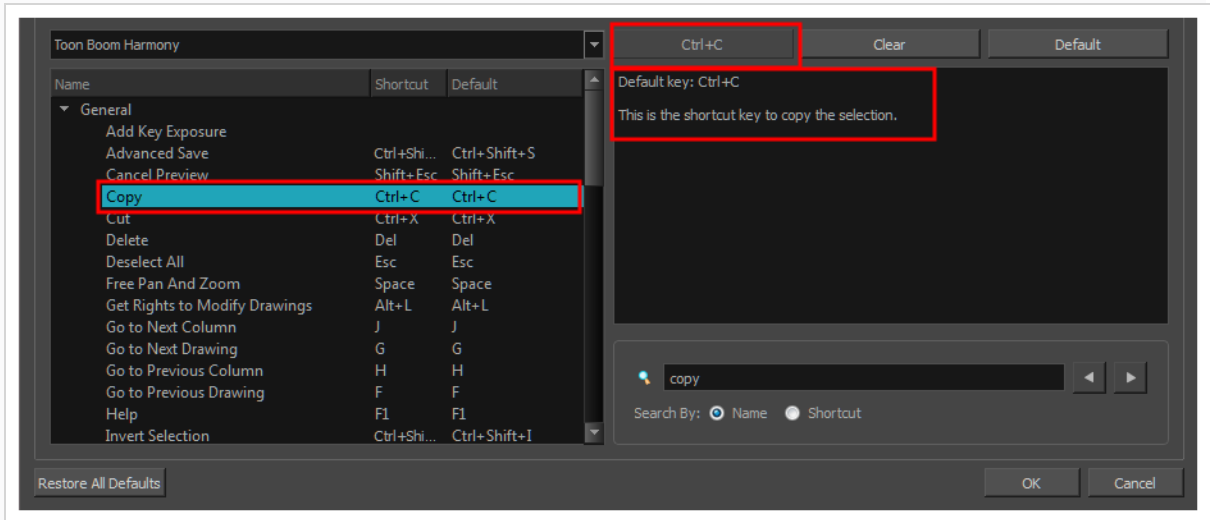 Toon Boom Harmony
Ctrl+C Clear Default
Name Shortcut Default
General
Add Key Exposure
Advanced Save Ctrl+Shi... Ctrl+Shift+S
Cancel Preview Shift+Esc Shift+Esc
Copy Ctrl+C Ctrl+C
Cut Ctrl+X Ctrl+X
Delete Del Del
Deselect All Esc Esc
Free Pan And Zoom Space Space
Get Rights to Modify Drawings Alt+L Alt+L
Go to Next Column J J
Go to Next Drawing G G
Go to Previous Column H H
Go to Previous Drawing F F
Help F1 F1
Invert Selection Ctrl+Shi... Ctrl+Shift+I
Default key: Ctrl+C
This is the shortcut key to copy the selection.
copy
Search By: Name Shortcut
Restore All Defaults OK Cancel